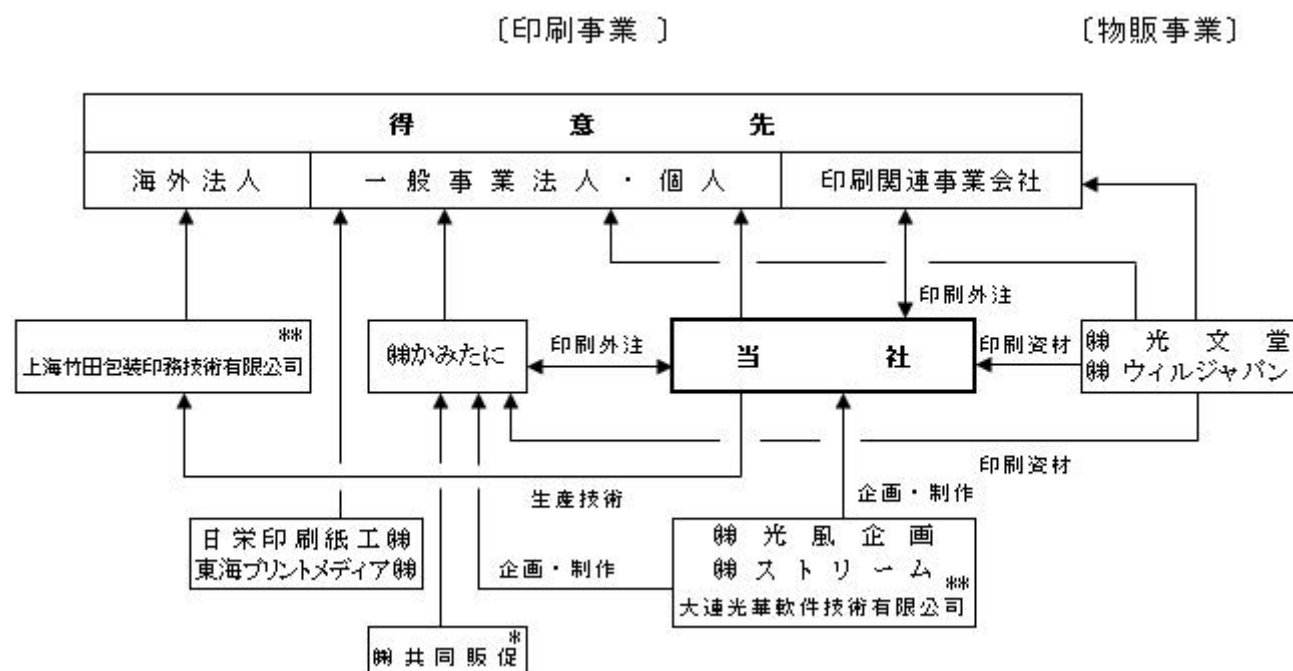 〔印刷事業 〕
〔物販事業〕
得意先
海外法人
一般事業法人・個人
印刷関連事業会社
印刷外注
**
上海竹田包装印務技術有限公司
㈱かみたに
印刷外注
当社
印刷資材
㈱光文堂
㈱ウィルジャパン
印刷資材
生産技術
企画・制作
日栄印刷紙工㈱
東海プリントメディア㈱
企画・制作
㈱光風企画
㈱ストリーム
**
大連光華軟件技術有限公司
*
㈱共同販促